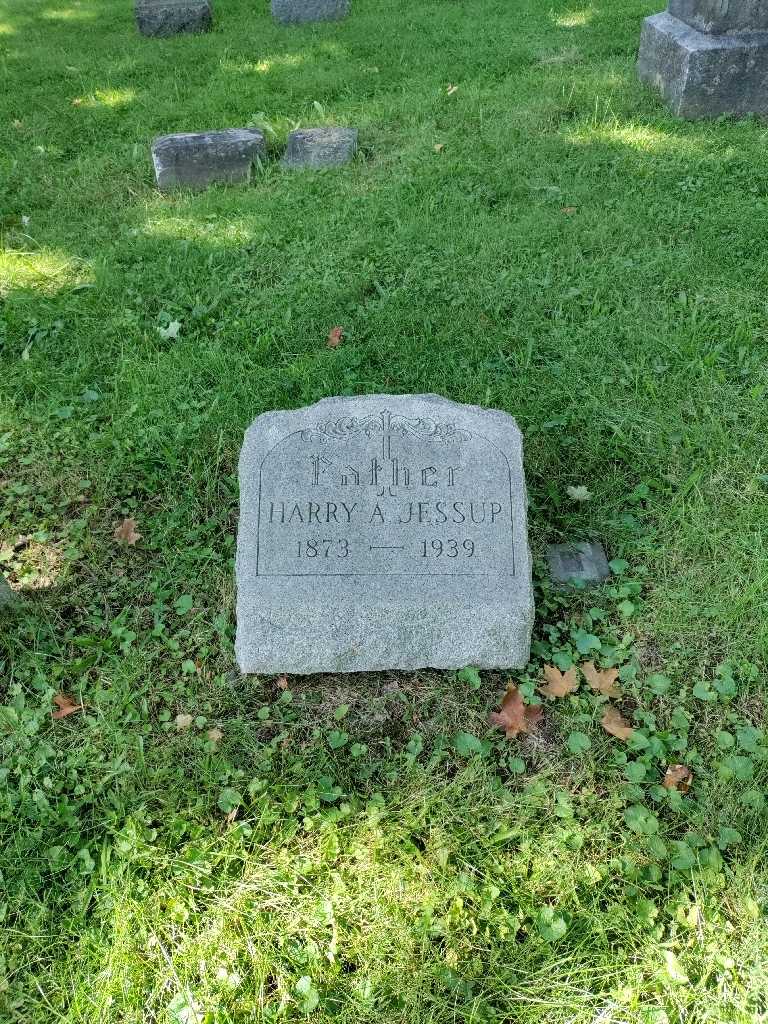 Father
HARRY A. JESSUP
1873 — 1939